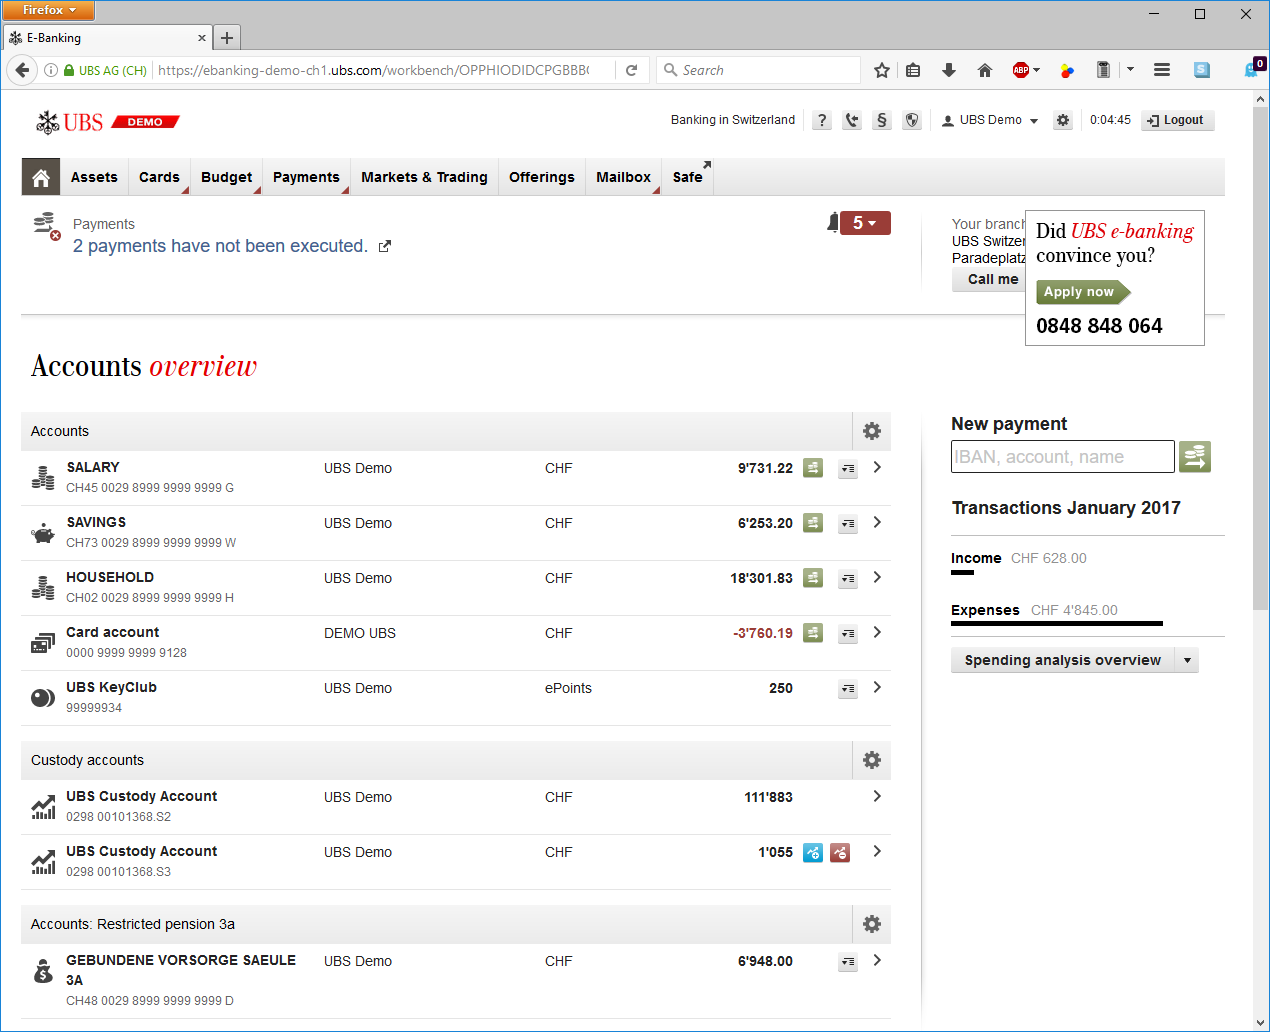 Firefox
E-Banking
UBS AG (CH) https://ebanking-demo-ch1.ubs.com/workbench/OPPHIODIDCPGBBB
Search
ABP
S
0
UBS DEMO
Banking in Switzerland ? § UBS Demo 0:04:45 Logout
Assets Cards Budget Payments Markets & Trading Offerings Mailbox Safe
Payments
2 payments have not been executed.
5
Your branch
UBS Switzer
Paradeplatz
Call me
Did UBS e-banking
convince you?
Apply now
0848 848 064
Accounts overview
Accounts
SALARY UBS Demo CHF 9'731.22
CH45 0029 8999 9999 9999 G
SAVINGS UBS Demo CHF 6'253.20
CH73 0029 8999 9999 9999 W
HOUSEHOLD UBS Demo CHF 18'301.83
CH02 0029 8999 9999 9999 H
Card account DEMO UBS CHF -3'760.19
0000 9999 9999 9128
UBS KeyClub UBS Demo ePoints 250
99999934
Custody accounts
UBS Custody Account UBS Demo CHF 111'883
0298 00101368.S2
UBS Custody Account UBS Demo CHF 1'055
0298 00101368.S3
Accounts: Restricted pension 3a
GEBUNDENE VORSORGE SAEULE UBS Demo CHF 6'948.00
3A
CH48 0029 8999 9999 9999 D
New payment
IBAN, account, name
Transactions January 2017
Income CHF 628.00
Expenses CHF 4'845.00
Spending analysis overview